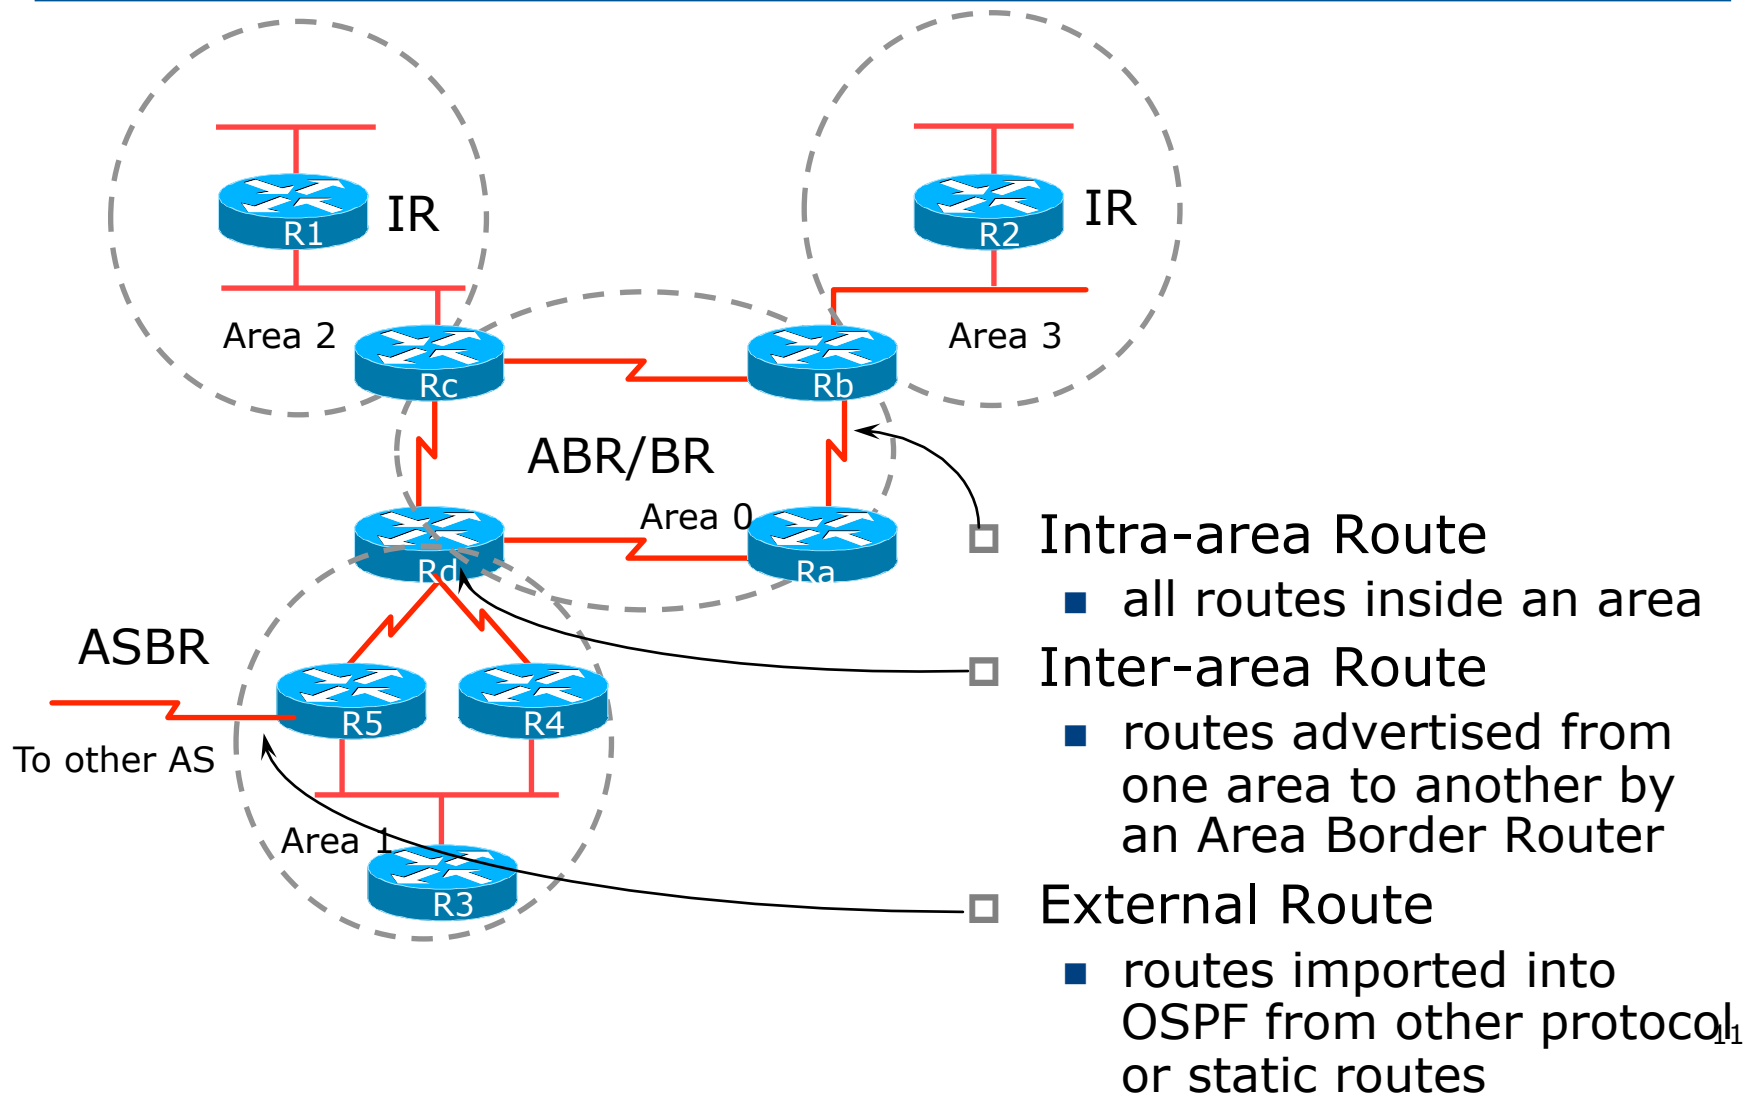 R1
IR
R2
IR
Area 2
Area 3
Rc
Rb
ABR/BR
Area 0
Rd
Ra
ASBR
R5
R4
To other AS
Area 1
R3
Intra-area Route
all routes inside an area
Inter-area Route
routes advertised from
one area to another by
an Area Border Router
External Route
routes imported into
OSPF from other protocol
or static routes
11